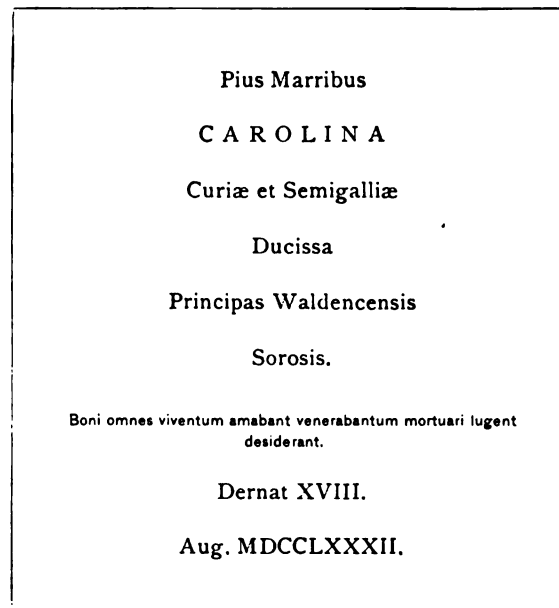 Pius Marribus
CAROLINA
Curiæ et Semigalliæ
Ducissa
Principas Waldencensis
Sorosis.
Boni omnes viventum amabant venerabantum mortuari lugent
desiderant.
Dernat XVIII.
Aug. MDCCLXXXII.